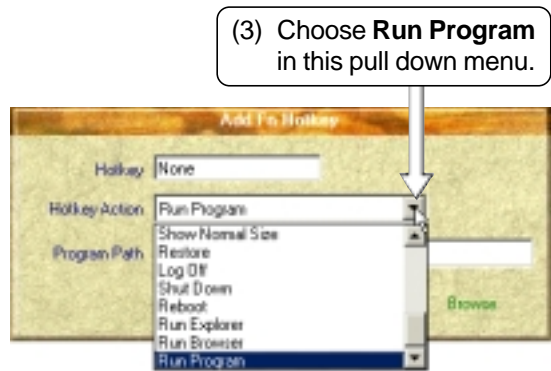 (3) Choose Run Program
in this pull down menu.
Add Fn Hotkey
Hotkey None
Hotkey Action Run Program
Program Path
Show Normal Size
Restore
Log Off
Shut Down
Reboot
Run Explorer
Run Browser
Run Program
Browse